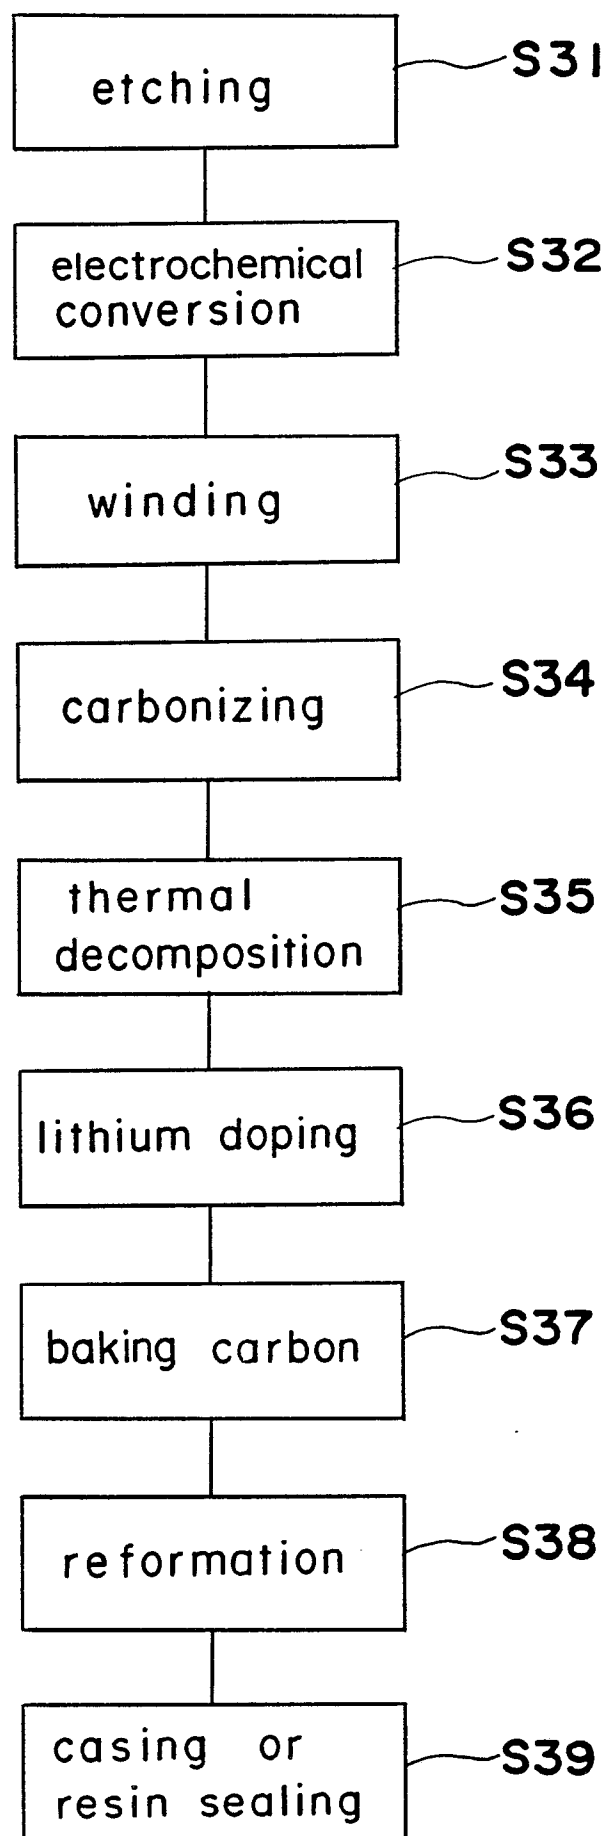 etching
S31
electrochemical
conversion
S32
winding
S33
carbonizing
S34
thermal
decomposition
S35
lithium doping
S36
baking carbon
S37
reformation
S38
casing or
resin sealing
S39